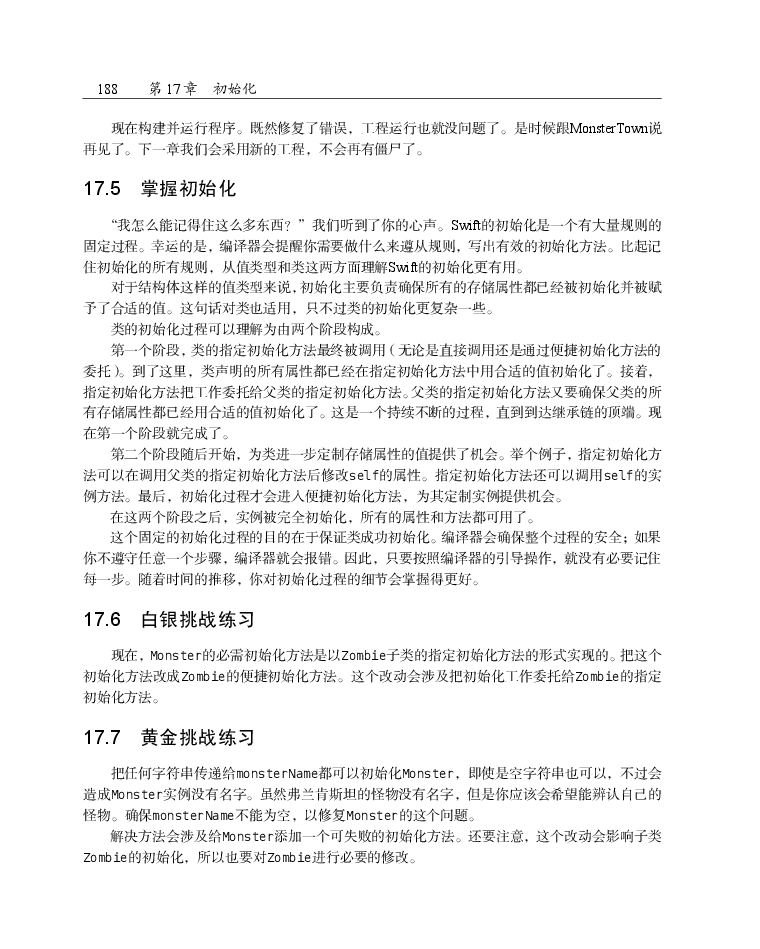 188 第 17 章 初始化
现在构建并运行程序。既然修复了错误，工程运行也就没问题了。是时候跟MonsterTown说
再见了。下一章我们会采用新的工程，不会再有僵尸了。
17.5 掌握初始化
“我怎么能记得住这么多东西？”我们听到了你的心声。Swift的初始化是一个有大量规则的
固定过程。幸运的是，编译器会提醒你需要做什么来遵从规则，写出有效的初始化方法。比起记
住初始化的所有规则，从值类型和类这两方面理解Swift的初始化更有用。
对于结构体这样的值类型来说，初始化主要负责确保所有的存储属性都已经被初始化并被赋
予了合适的值。这句话对类也适用，只不过类的初始化更复杂一些。
类的初始化过程可以理解为由两个阶段构成。
第一个阶段，类的指定初始化方法最终被调用（无论是直接调用还是通过便捷初始化方法的
委托）。到了这里，类声明的所有属性都已经在指定初始化方法中用合适的值初始化了。接着，
指定初始化方法把工作委托给父类的指定初始化方法。父类的指定初始化方法又要确保父类的所
有存储属性都已经用合适的值初始化了。这是一个持续不断的过程，直到到达继承链的顶端。现
在第一个阶段就完成了。
第二个阶段随后开始，为类进一步定制存储属性的值提供了机会。举个例子，指定初始化方
法可以在调用父类的指定初始化方法后修改self的属性。指定初始化方法还可以调用self的实
例方法。最后，初始化过程才会进入便捷初始化方法，为其定制实例提供机会。
在这两个阶段之后，实例被完全初始化，所有的属性和方法都可用了。
这个固定的初始化过程的目的在于保证类成功初始化。编译器会确保整个过程的安全；如果
你不遵守任意一个步骤，编译器就会报错。因此，只要按照编译器的引导操作，就没有必要记住
每一步。随着时间的推移，你对初始化过程的细节会掌握得更好。
17.6 白银挑战练习
现在，Monster的必需初始化方法是以Zombie子类的指定初始化方法的形式实现的。把这个
初始化方法改成Zombie的便捷初始化方法。这个改动会涉及把初始化工作委托给Zombie的指定
初始化方法。
17.7 黄金挑战练习
把任何字符串传递给monsterName都可以初始化Monster，即使是空字符串也可以，不过会
造成Monster实例没有名字。虽然弗兰肯斯坦的怪物没有名字，但是你应该会希望能辨认自己的
怪物。确保monsterName不能为空，以修复Monster的这个问题。
解决方法会涉及给Monster添加一个可失败的初始化方法。还要注意，这个改动会影响子类
Zombie的初始化，所以也要对Zombie进行必要的修改。